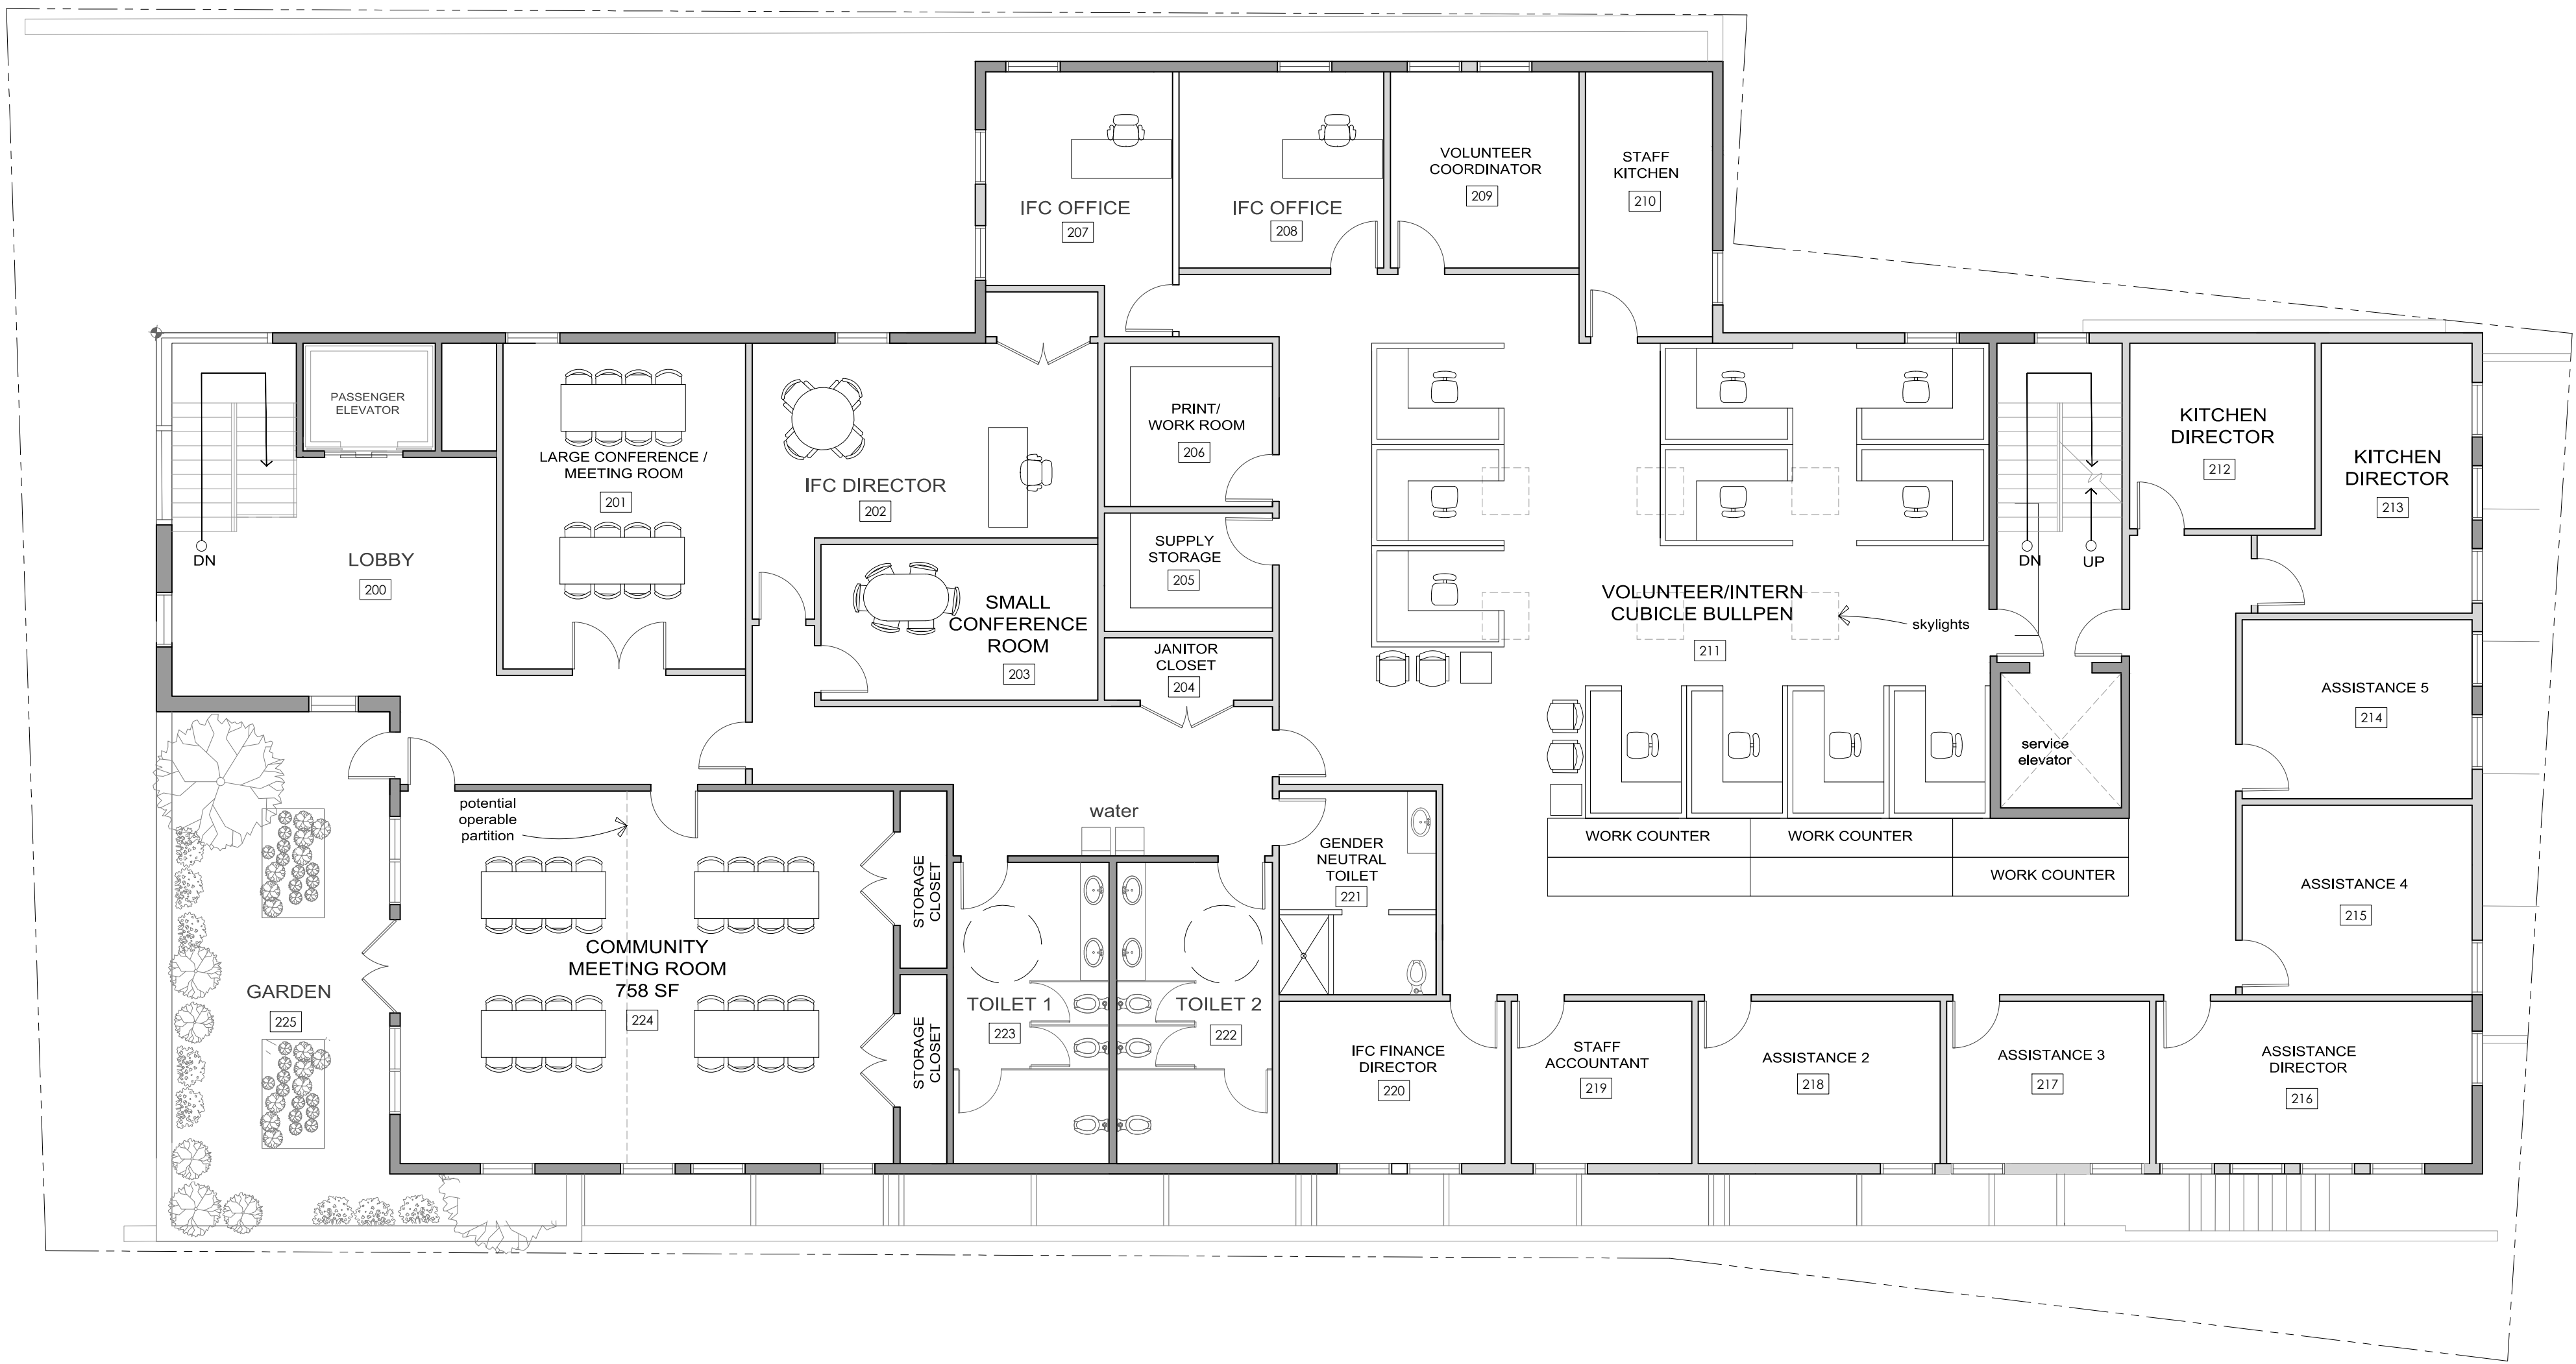 IFC OFFICE
207
IFC OFFICE
208
VOLUNTEER
COORDINATOR
209
STAFF
KITCHEN
210
PASSENGER
ELEVATOR
DN
LOBBY
200
LARGE CONFERENCE /
MEETING ROOM
201
IFC DIRECTOR
202
SMALL
CONFERENCE
ROOM
203
PRINT/
WORK ROOM
206
SUPPLY
STORAGE
205
JANITOR
CLOSET
204
VOLUNTEER/INTERN
CUBICLE BULLPEN
211
skylights
DN
UP
KITCHEN
DIRECTOR
212
KITCHEN
DIRECTOR
213
ASSISTANCE 5
214
service
elevator
WORK COUNTER
WORK COUNTER
WORK COUNTER
ASSISTANCE 4
215
potential
operable
partition
water
GENDER
NEUTRAL
TOILET
221
STORAGE
CLOSET
STORAGE
CLOSET
COMMUNITY
MEETING ROOM
758 SF
224
GARDEN
225
TOILET 1
223
TOILET 2
222
IFC FINANCE
DIRECTOR
220
STAFF
ACCOUNTANT
219
ASSISTANCE 2
218
ASSISTANCE 3
217
ASSISTANCE
DIRECTOR
216